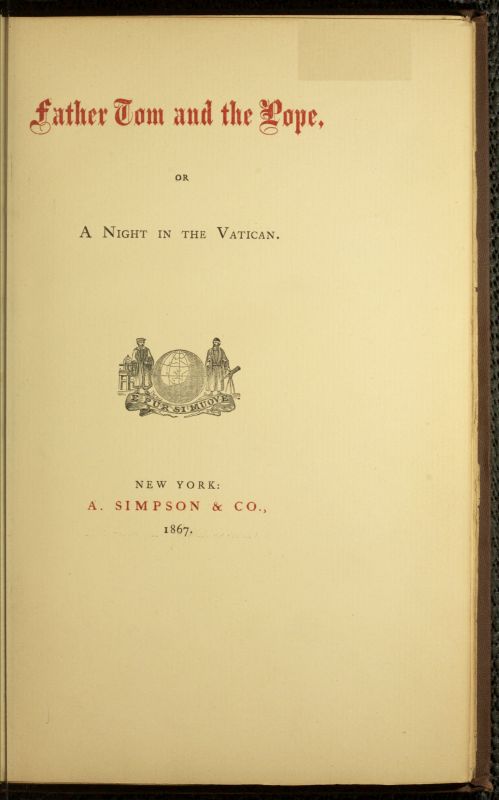 Father Tom and the Pope,
OR
A NIGHT IN THE VATICAN.
E PUR SI MUOVE
NEW YORK:
A. SIMPSON & CO.,
1867.